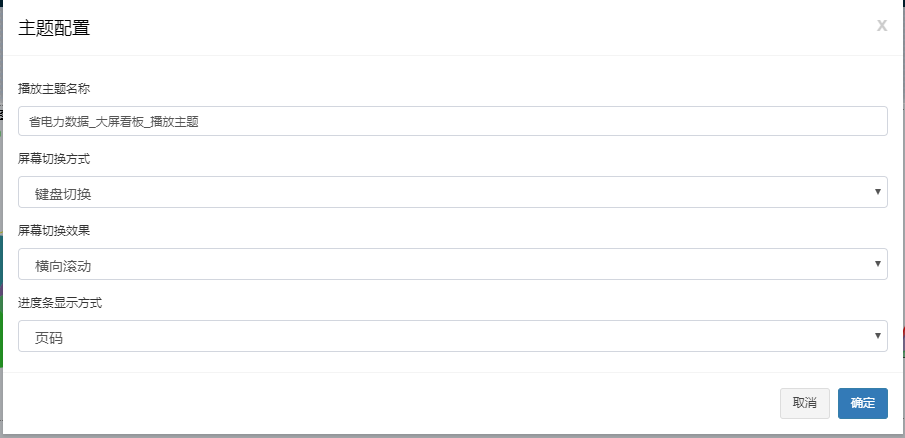 主题配置
x
播放主题名称
省电力数据_大屏看板_播放主题
屏幕切换方式
键盘切换
屏幕切换效果
横向滚动
进度条显示方式
页码
取消
确定